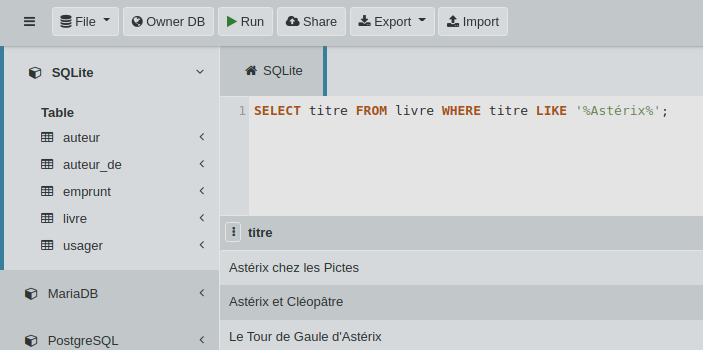 File Owner DB Run Share Export Import
SQLite
SQLite
1 SELECT titre FROM livre WHERE titre LIKE '%Astérix%';
Table
auteur
auteur_de
emprunt
livre
usager
MariaDB
PostgreSQL
titre
Astérix chez les Pictes
Astérix et Cléopâtre
Le Tour de Gaule d'Astérix